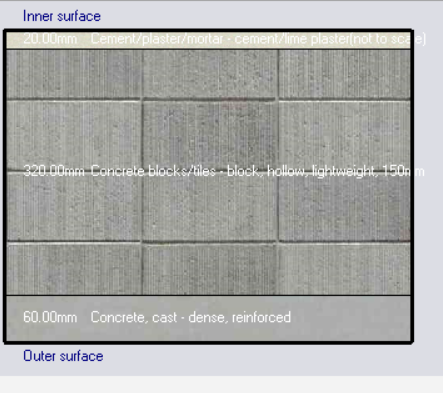 Inner surface
20.00mm Cement/plaster/mortar - cement/lime plaster(not to scale)
320.00mm Concrete blocks/tiles - block, hollow, lightweight, 150mm
60.00mm Concrete, cast - dense, reinforced
Outer surface